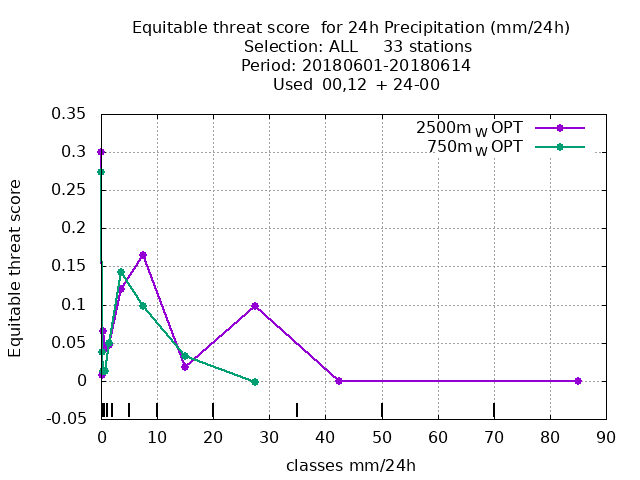 Equitable threat score for 24h Precipitation (mm/24h)
Selection: ALL 33 stations
Period: 20180601-20180614
Used 00,12 + 24-00
2500m W OPT
750m W OPT
Equitable threat score
0.35
0.3
0.25
0.2
0.15
0.1
0.05
0
-0.05
0 10 20 30 40 50 60 70 80 90
classes mm/24h